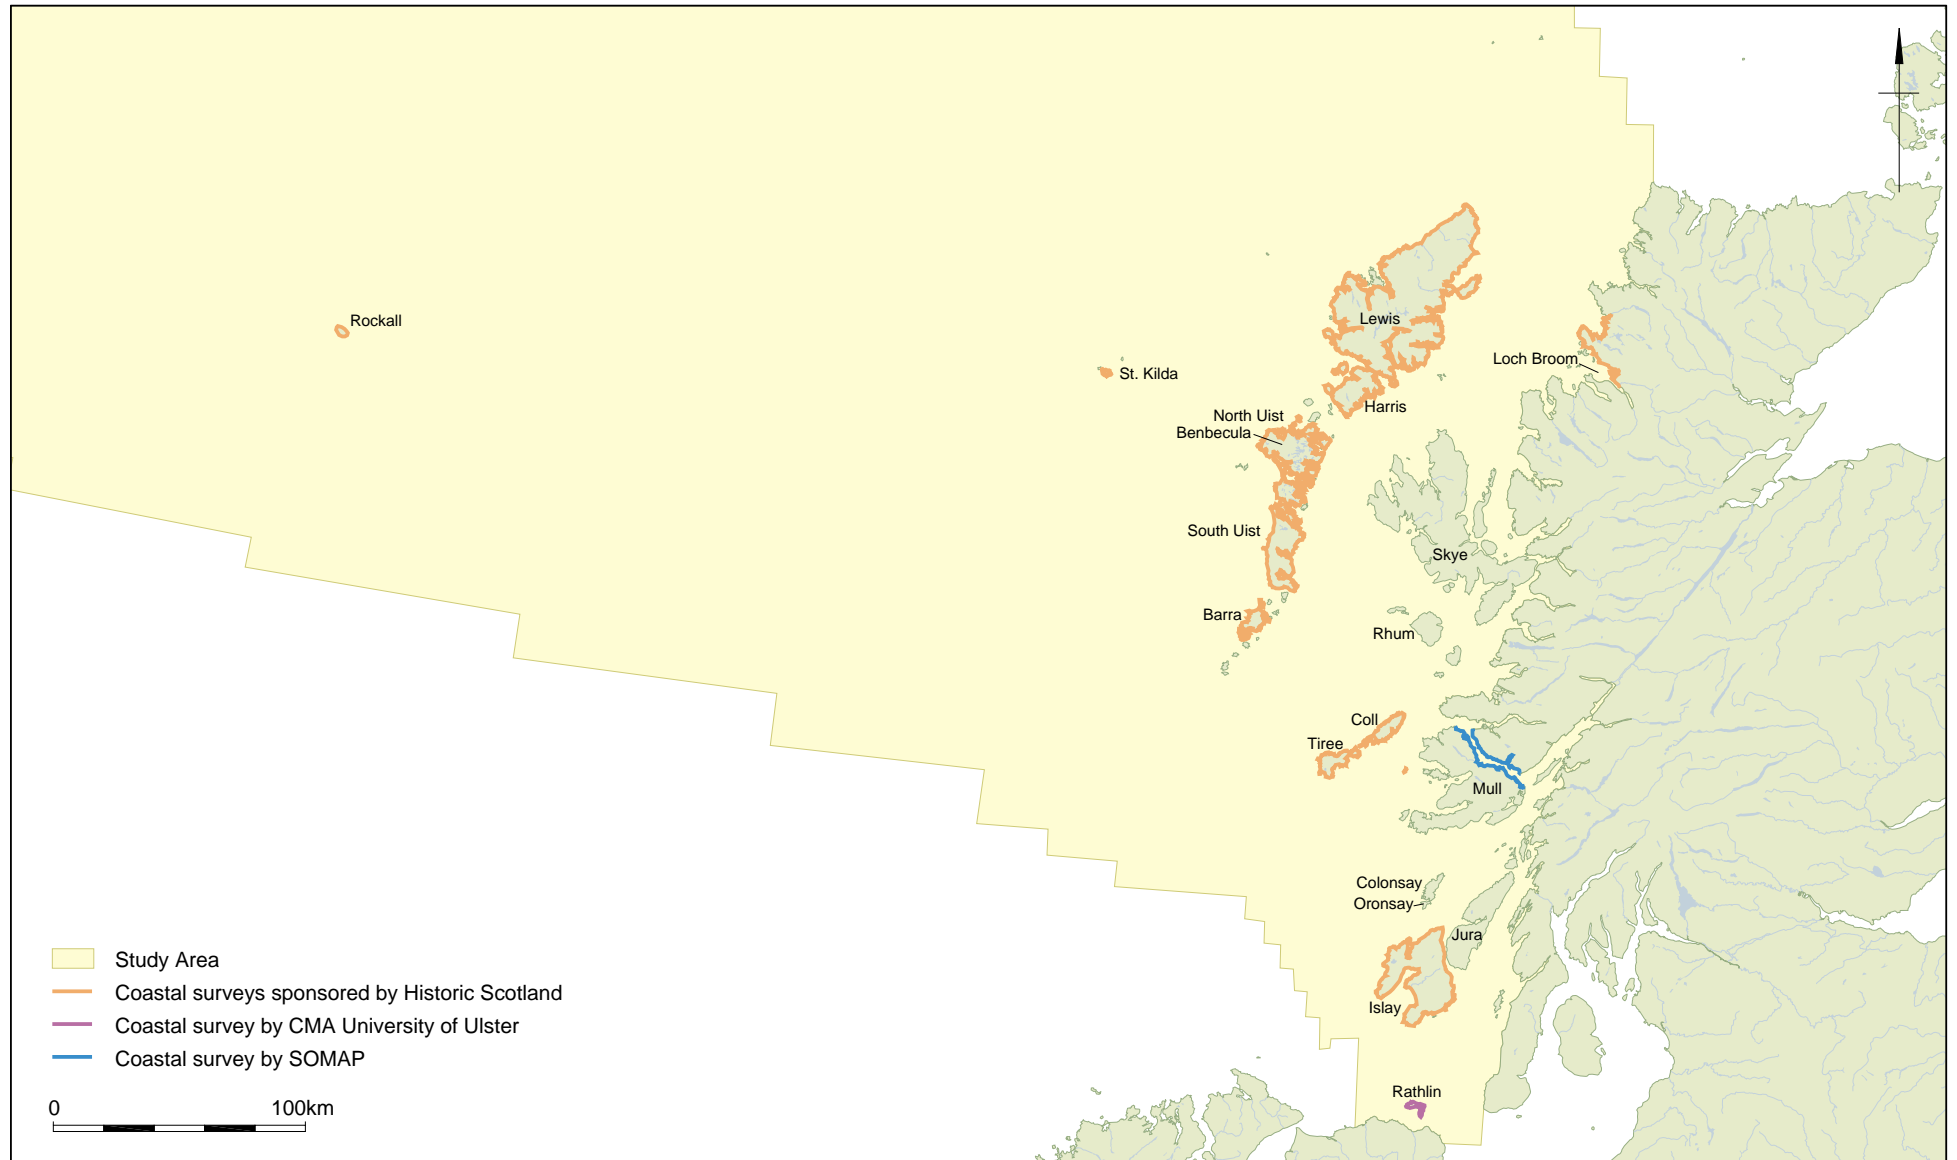 Rockall
St. Kilda
Lewis
Loch Broom
Harris
North Uist
Benbecula
South Uist
Skye
Barra
Rhum
Coll
Tiree
Mull
Colonsay
Oronsay
Jura
Islay
Rathlin
Study Area
Coastal surveys sponsored by Historic Scotland
Coastal survey by CMA University of Ulster
Coastal survey by SOMAP
0 100km